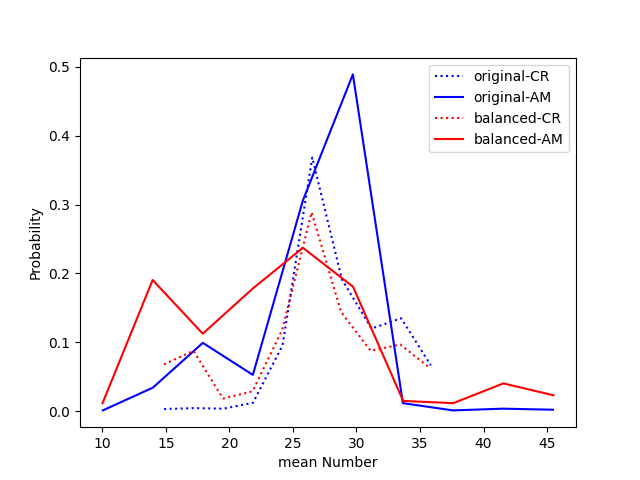 original-CR
original-AM
balanced-CR
balanced-AM
0.5
0.4
0.3
0.2
0.1
0.0
Probability
10 15 20 25 30 35 40 45
mean Number